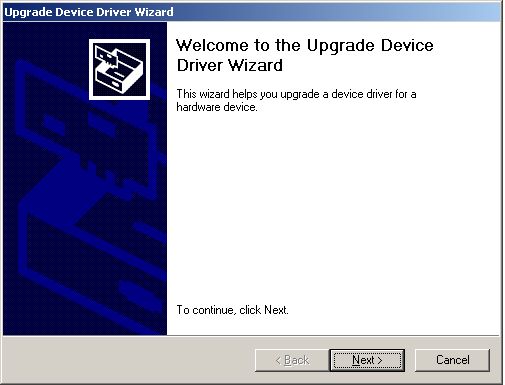 Upgrade Device Driver Wizard
Welcome to the Upgrade Device
Driver Wizard
This wizard helps you upgrade a device driver for a
hardware device.
To continue, click Next.
< Back
Next >
Cancel